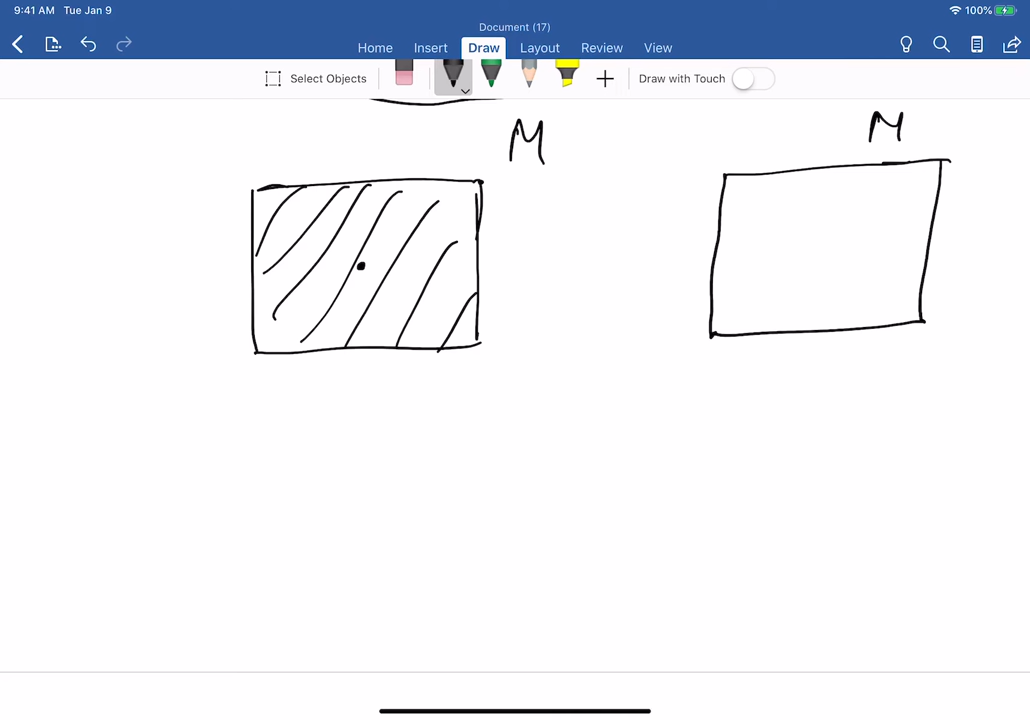 9:41 AM Tue Jan 9
100%
Document (17)
Home Insert Draw Layout Review View
Select Objects
Draw with Touch
M
M